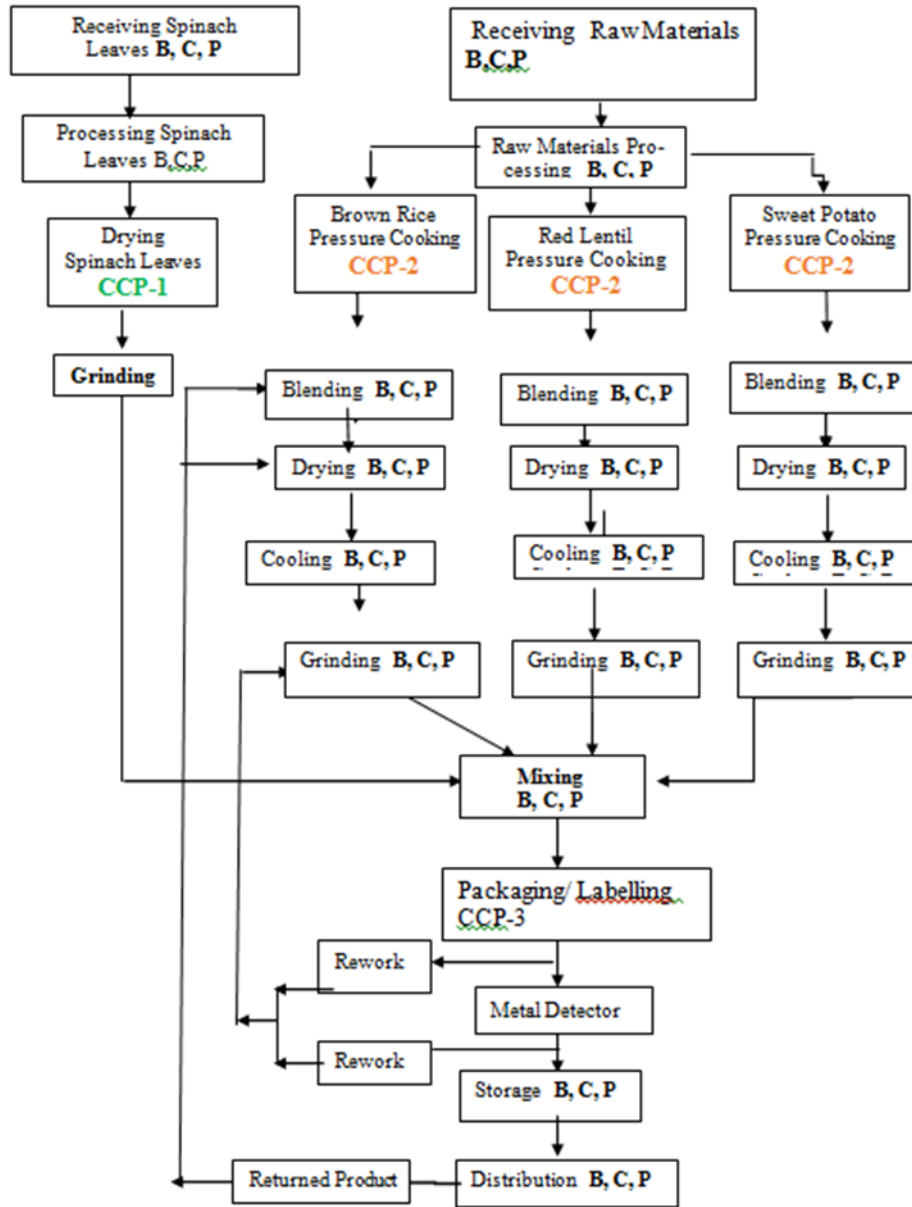 Receiving Spinach
Leaves B, C, P
Receiving Raw Materials
B,C,P
Processing Spinach
Leaves B,C,P
Raw Materials Pro-
cessing B, C, P
Drying
Spinach Leaves
CCP-1
Brown Rice
Pressure Cooking
CCP-2
Red Lentil
Pressure Cooking
CCP-2
Sweet Potato
Pressure Cooking
CCP-2
Grinding
Blending B, C, P
Blending B, C, P
Blending B, C, P
Drying B, C, P
Drying B, C, P
Drying B, C, P
Cooling B, C, P
Cooling B, C, P
Cooling B, C, P
Grinding B, C, P
Grinding B, C, P
Grinding B, C, P
Mixing
B, C, P
Packaging/ Labelling
CCP-3
Rework
Metal Detector
Rework
Storage B, C, P
Returned Product
Distribution B, C, P